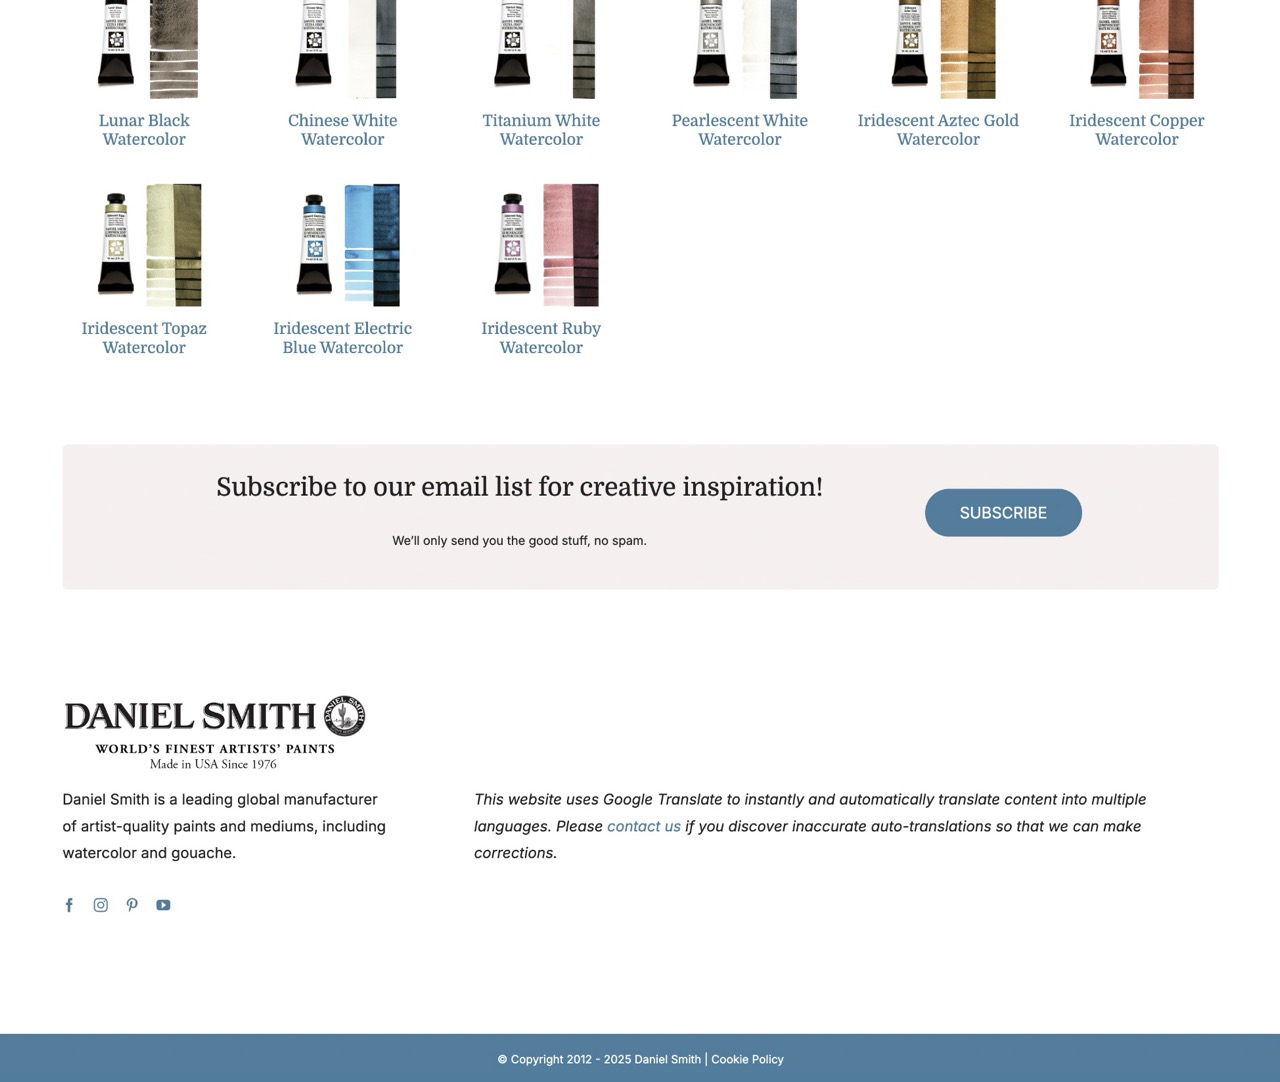 Lunar Black
Watercolor
Chinese White
Watercolor
Titanium White
Watercolor
Pearlescent White
Watercolor
Iridescent Aztec Gold
Watercolor
Iridescent Copper
Watercolor
Iridescent Topaz
Watercolor
Iridescent Electric
Blue Watercolor
Iridescent Ruby
Watercolor
Subscribe to our email list for creative inspiration!
We’ll only send you the good stuff, no spam.
SUBSCRIBE
DANIEL SMITH
WORLD’S FINEST ARTISTS’ PAINTS
Made in USA Since 1976
Daniel Smith is a leading global manufacturer
of artist-quality paints and mediums, including
watercolor and gouache.
This website uses Google Translate to instantly and automatically translate content into multiple
languages. Please contact us if you discover inaccurate auto-translations so that we can make
corrections.
© Copyright 2012 - 2025 Daniel Smith | Cookie Policy